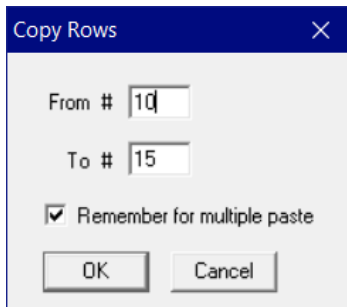 Copy Rows
From # 10
To # 15
Remember for multiple paste
OK Cancel